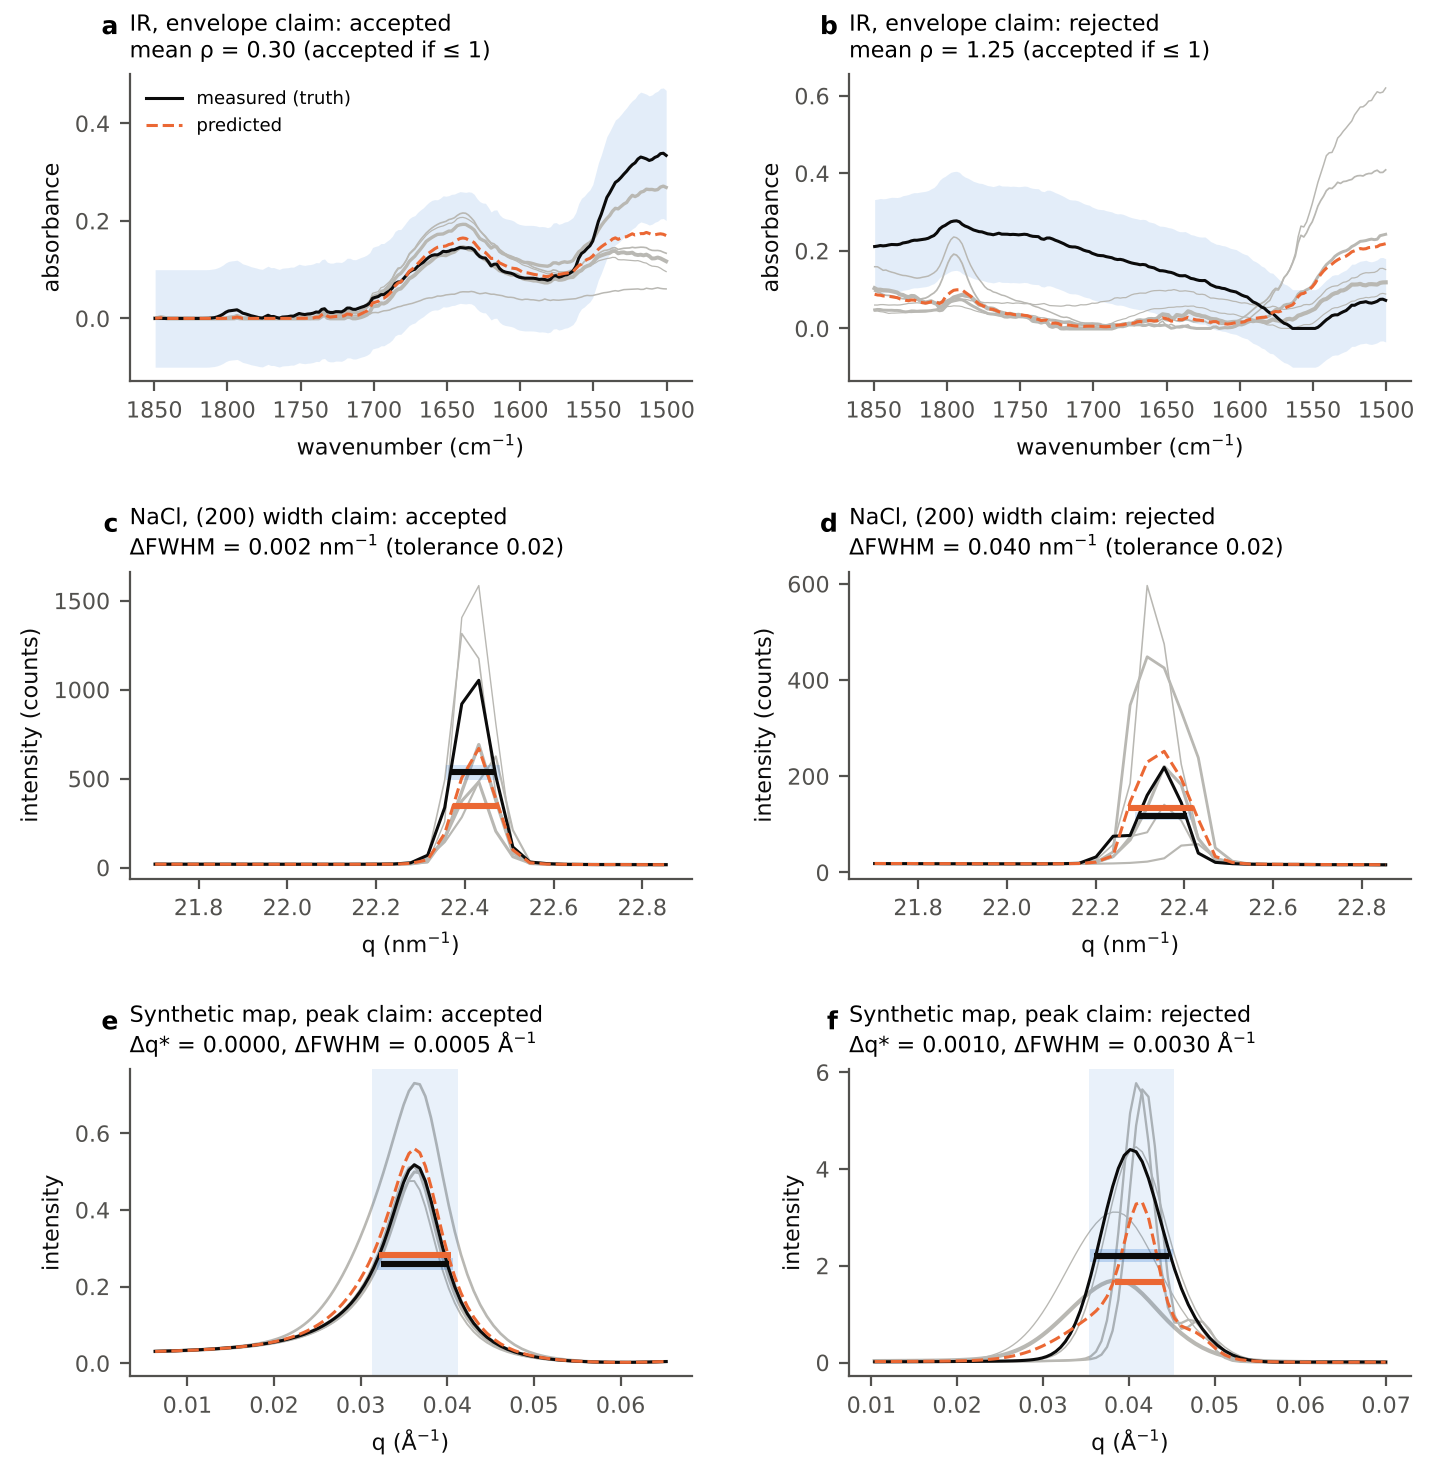 a IR, envelope claim: accepted
mean ρ = 0.30 (accepted if ≤ 1)
measured (truth)
predicted
0.4
0.2
0.0
absorbance
1850 1800 1750 1700 1650 1600 1550 1500
wavenumber (cm⁻¹)
b IR, envelope claim: rejected
mean ρ = 1.25 (accepted if ≤ 1)
0.6
0.4
0.2
0.0
absorbance
1850 1800 1750 1700 1650 1600 1550 1500
wavenumber (cm⁻¹)
c NaCl, (200) width claim: accepted
ΔFWHM = 0.002 nm⁻¹ (tolerance 0.02)
1500
1000
500
0
intensity (counts)
21.8 22.0 22.2 22.4 22.6 22.8
q (nm⁻¹)
d NaCl, (200) width claim: rejected
ΔFWHM = 0.040 nm⁻¹ (tolerance 0.02)
600
400
200
0
intensity (counts)
21.8 22.0 22.2 22.4 22.6 22.8
q (nm⁻¹)
e Synthetic map, peak claim: accepted
Δq* = 0.0000, ΔFWHM = 0.0005 Å⁻¹
0.6
0.4
0.2
0.0
intensity
0.01 0.02 0.03 0.04 0.05 0.06
q (Å⁻¹)
f Synthetic map, peak claim: rejected
Δq* = 0.0010, ΔFWHM = 0.0030 Å⁻¹
6
4
2
0
intensity
0.01 0.02 0.03 0.04 0.05 0.06 0.07
q (Å⁻¹)